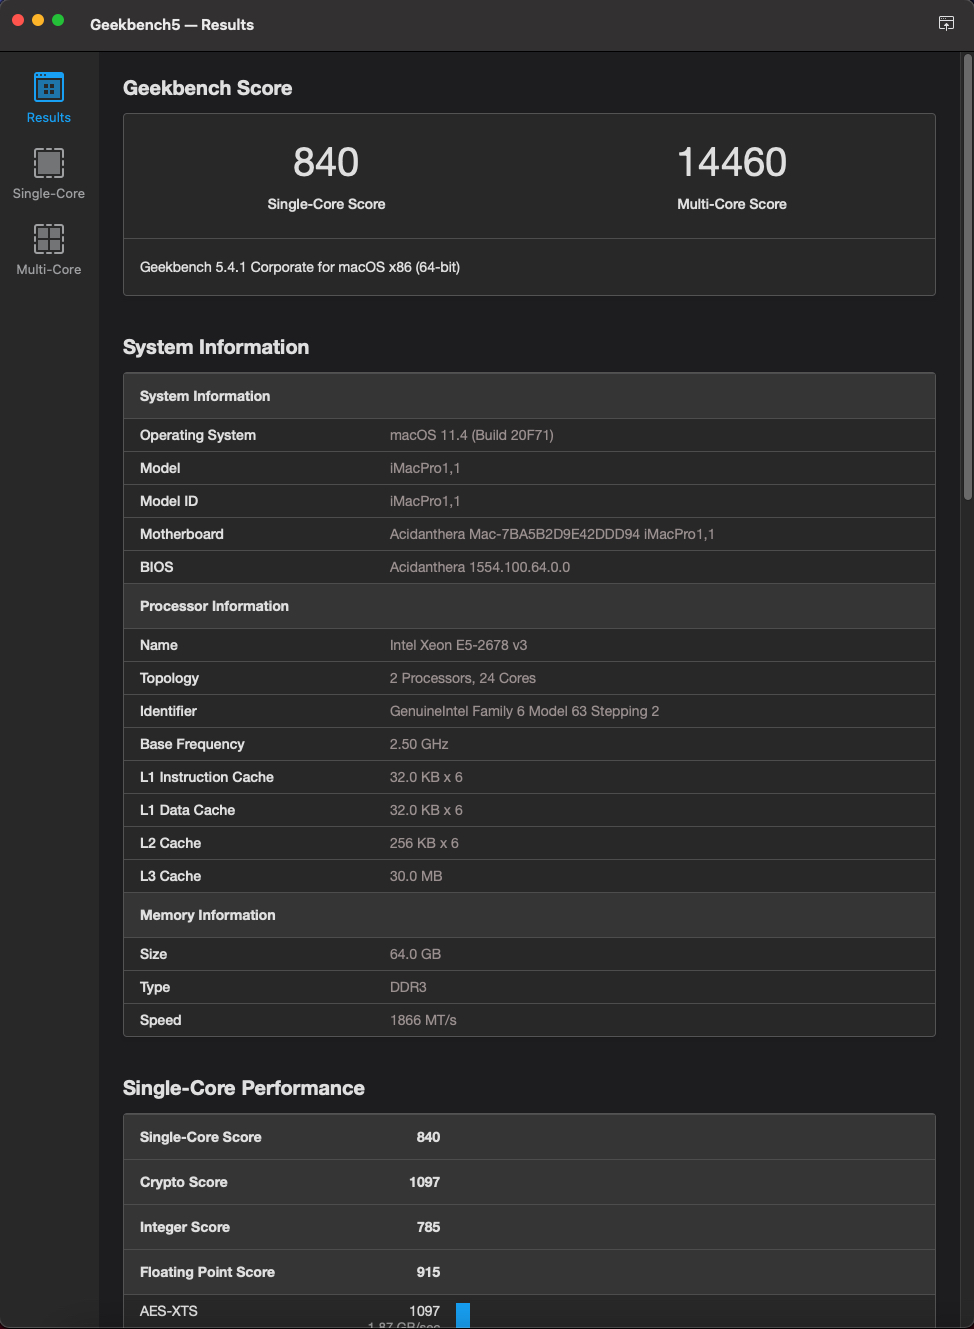 Geekbench5 — Results
Results
Single-Core
Multi-Core
Geekbench Score
840 14460
Single-Core Score Multi-Core Score
Geekbench 5.4.1 Corporate for macOS x86 (64-bit)
System Information
System Information
Operating System macOS 11.4 (Build 20F71)
Model iMacPro1,1
Model ID iMacPro1,1
Motherboard Acidanthera Mac-7BA5B2D9E42DDD94 iMacPro1,1
BIOS Acidanthera 1554.100.64.0.0
Processor Information
Name Intel Xeon E5-2678 v3
Topology 2 Processors, 24 Cores
Identifier GenuineIntel Family 6 Model 63 Stepping 2
Base Frequency 2.50 GHz
L1 Instruction Cache 32.0 KB x 6
L1 Data Cache 32.0 KB x 6
L2 Cache 256 KB x 6
L3 Cache 30.0 MB
Memory Information
Size 64.0 GB
Type DDR3
Speed 1866 MT/s
Single-Core Performance
Single-Core Score 840
Crypto Score 1097
Integer Score 785
Floating Point Score 915
AES-XTS 1097
1.87 GB/sec